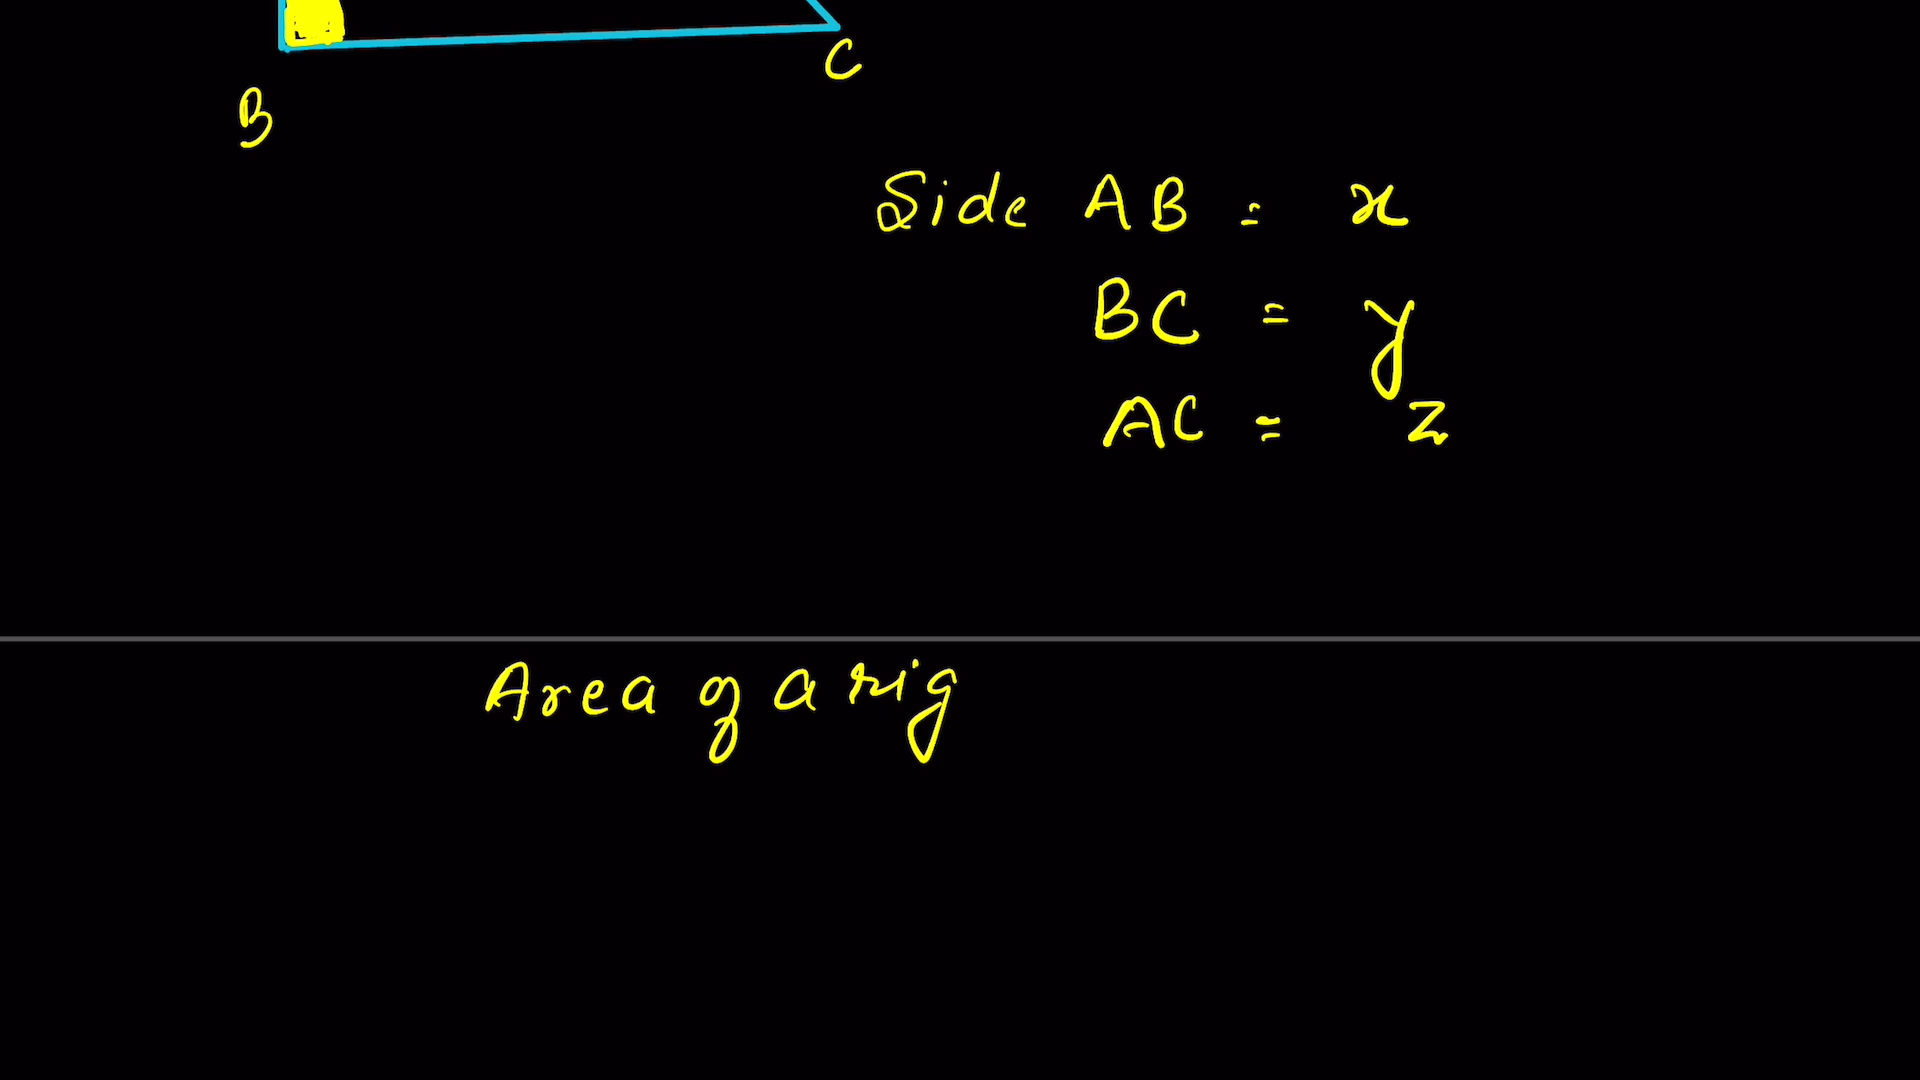 C
B
Side AB = x
BC = y
AC = z
Area of a rig